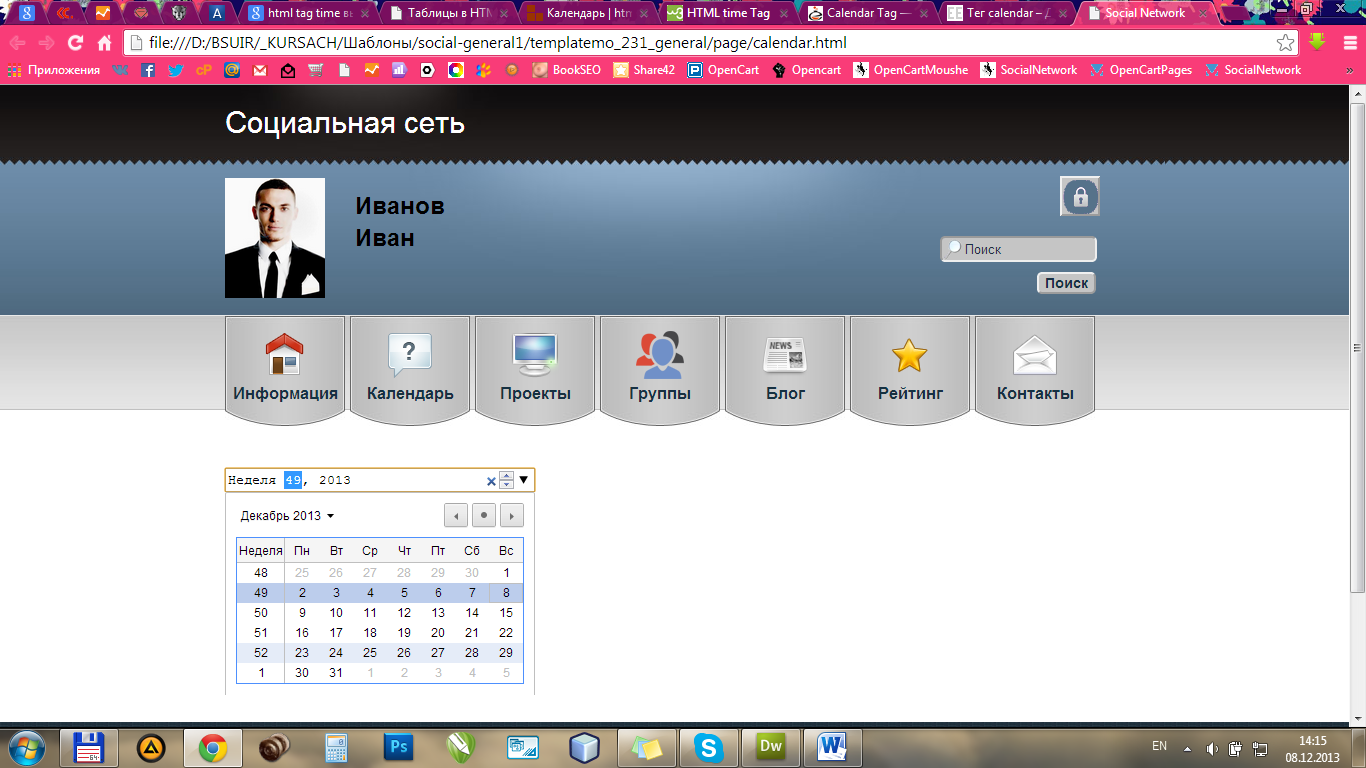 html tag time вы
Таблицы в HTM
Календарь | htm
HTML time Tag
Calendar Tag —
Тег calendar – 
Social Network
file:///D:/BSUIR/_KURSACH/Шаблоны/social-general1/templatemo_231_general/page/calendar.html
Приложения
BookSEO
Share42
OpenCart
Opencart
OpenCartMoushe
SocialNetwork
OpenCartPages
SocialNetwork
»
Социальная сеть
Иванов
Иван
Поиск
Поиск
NEWS
Информация Календарь Проекты Группы Блог Рейтинг Контакты
Неделя 49, 2013
Декабрь 2013
Неделя Пн Вт Ср Чт Пт Сб Вс
48 25 26 27 28 29 30 1
49 2 3 4 5 6 7 8
50 9 10 11 12 13 14 15
51 16 17 18 19 20 21 22
52 23 24 25 26 27 28 29
1 30 31 1 2 3 4 5
Ps
Dw
W
EN
14:15
08.12.2013